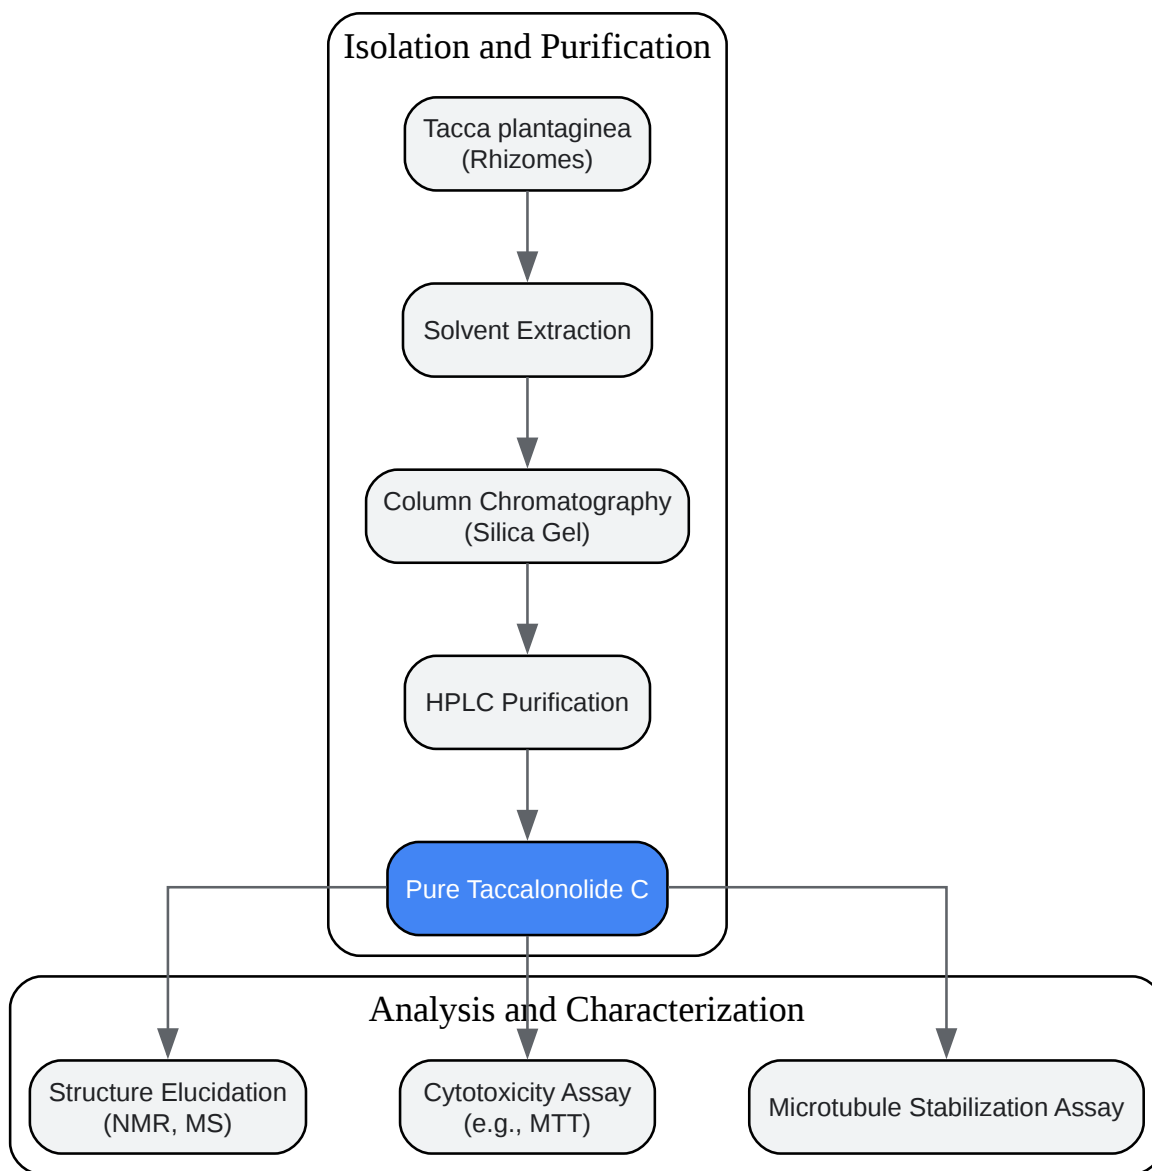 Isolation and Purification
Tacca plantaginea
(Rhizomes)
Solvent Extraction
Column Chromatography
(Silica Gel)
HPLC Purification
Pure Taccalonolide C
Analysis and Characterization
Structure Elucidation
(NMR, MS)
Cytotoxicity Assay
(e.g., MTT)
Microtubule Stabilization Assay